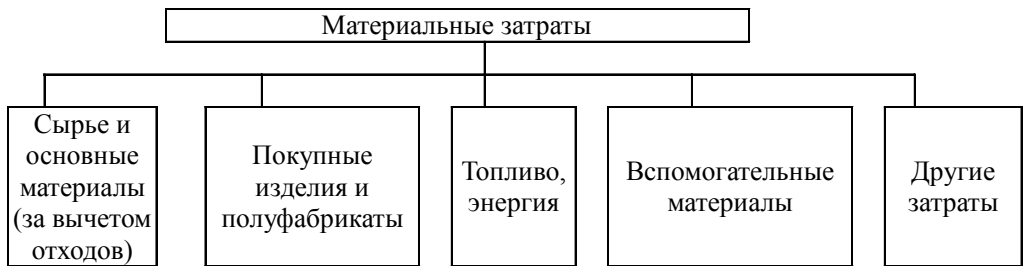 Материальные затраты
Сырье и
основные
материалы
(за вычетом
отходов)
Покупные
изделия и
полуфабрикаты
Топливо,
энергия
Вспомогательные
материалы
Другие
затраты